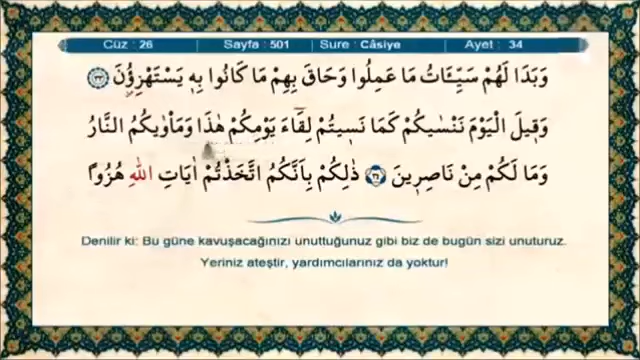 Cüz : 26 Sayfa : 501 Sure : Câsiye Ayet : 34
وَبَدَا لَهُمْ سَيِّـَٔاتُ مَا عَمِلُوا وَحَاقَ بِهِمْ مَا كَانُوا بِهٖ يَسْتَهْزِؤُ۫نَ ٣٣
وَقٖيلَ الْيَوْمَ نَنْسٰيكُمْ كَمَا نَسٖيتُمْ لِقَٓاءَ يَوْمِكُمْ هٰذَا وَمَأْوٰيكُمُ النَّارُ
وَمَا لَكُمْ مِنْ نَاصِرٖينَ ٣٤ ذٰلِكُمْ بِاَنَّكُمُ اتَّخَذْتُمْ اٰيَاتِ اللّٰهِ هُزُوًا
Denilir ki: Bu güne kavuşacağınızı unuttuğunuz gibi biz de bugün sizi unuturuz.
Yeriniz ateştir, yardımcılarınız da yoktur!